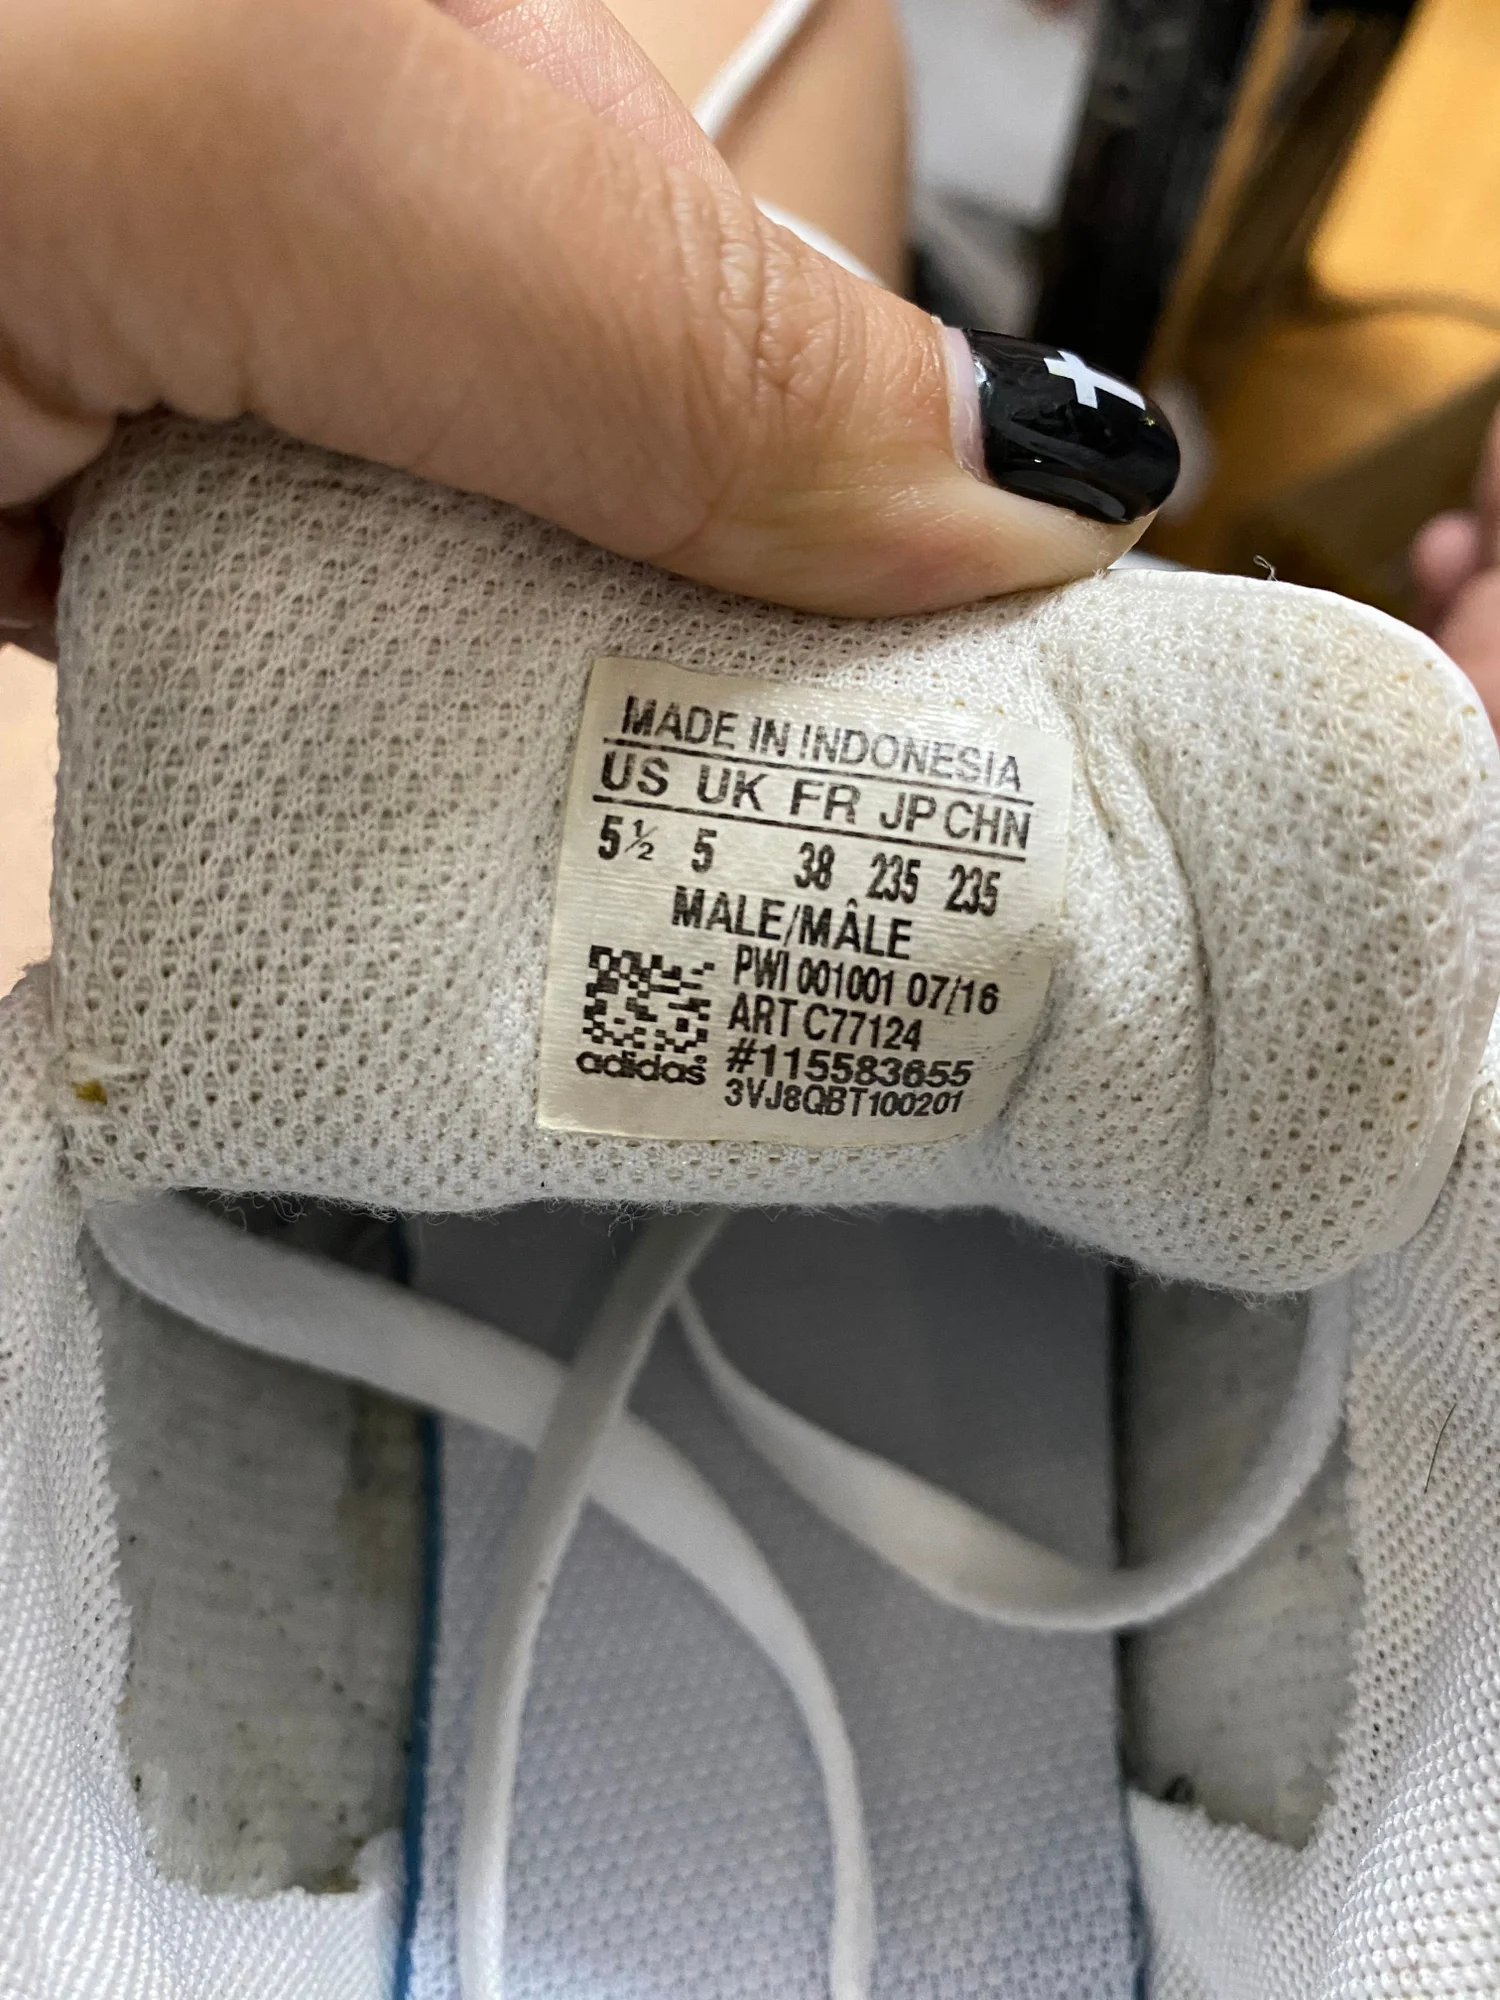 MADE IN INDONESIA
US UK FR JP CHN
5½ 5 38 235 235
MALE/MÂLE
PWI 001001 07/16
ART C77124
#115583655
3VJ8QBT100201
adidas